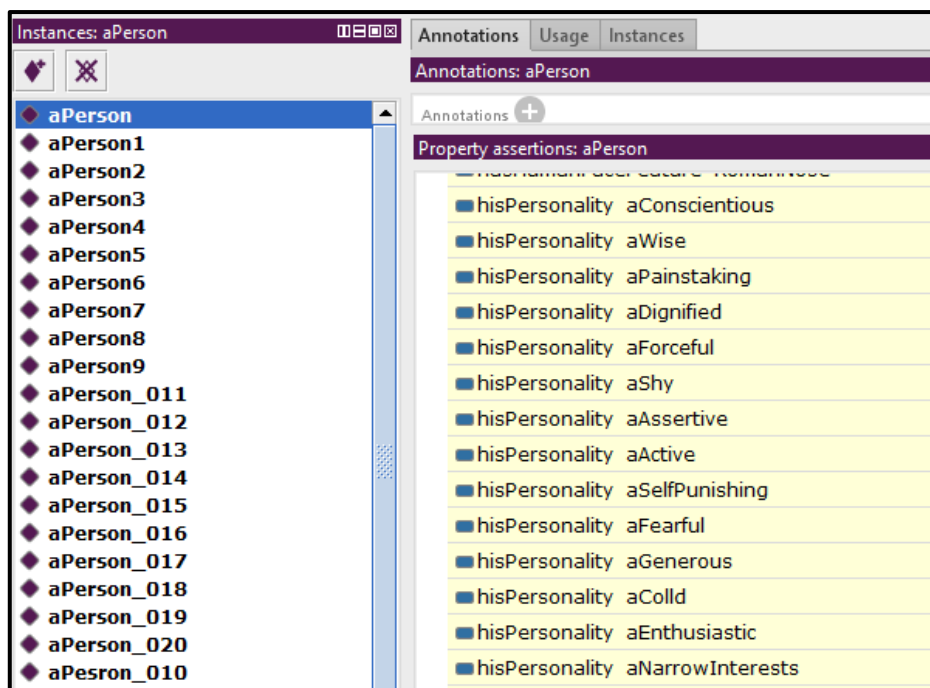 Instances: aPerson
aPerson
aPerson1
aPerson2
aPerson3
aPerson4
aPerson5
aPerson6
aPerson7
aPerson8
aPerson9
aPerson_011
aPerson_012
aPerson_013
aPerson_014
aPerson_015
aPerson_016
aPerson_017
aPerson_018
aPerson_019
aPerson_020
aPesron_010
Annotations Usage Instances
Annotations: aPerson
Annotations
Property assertions: aPerson
hisPersonality aConscientious
hisPersonality aWise
hisPersonality aPainstaking
hisPersonality aDignified
hisPersonality aForceful
hisPersonality aShy
hisPersonality aAssertive
hisPersonality aActive
hisPersonality aSelfPunishing
hisPersonality aFearful
hisPersonality aGenerous
hisPersonality aColld
hisPersonality aEnthusiastic
hisPersonality aNarrowInterests